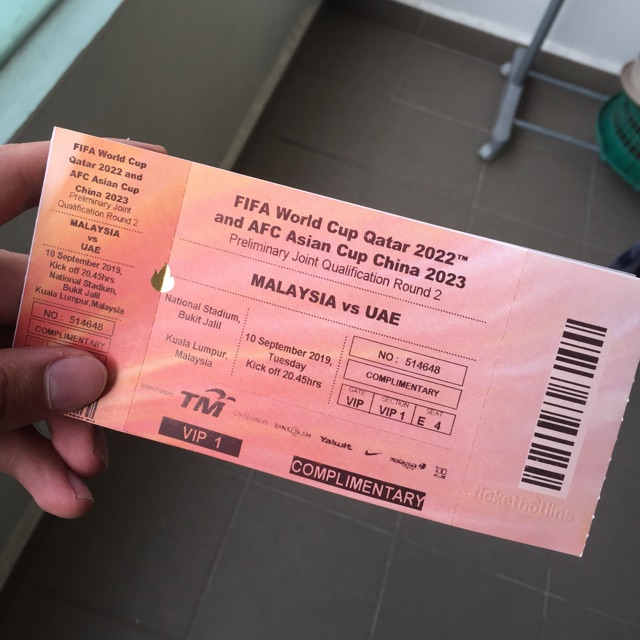 FIFA World Cup
Qatar 2022 and
AFC Asian Cup
China 2023
Preliminary Joint
Qualification Round 2
MALAYSIA
vs
UAE
10 September 2019,
Kick off 20.45hrs
National Stadium,
Bukit Jalil
Kuala Lumpur,Malaysia
NO : 514648
COMPLIMENTARY
FIFA World Cup Qatar 2022™
and AFC Asian Cup China 2023
Preliminary Joint Qualification Round 2
MALAYSIA vs UAE
National Stadium,
Bukit Jalil
Kuala Lumpur,
Malaysia
10 September 2019,
Tuesday
Kick off 20.45hrs
NO : 514648
COMPLIMENTARY
GATE SECTION SEAT
VIP VIP 1 E 4
TM
Yakult
malaysia
VIP 1
COMPLIMENTARY
tickethotline